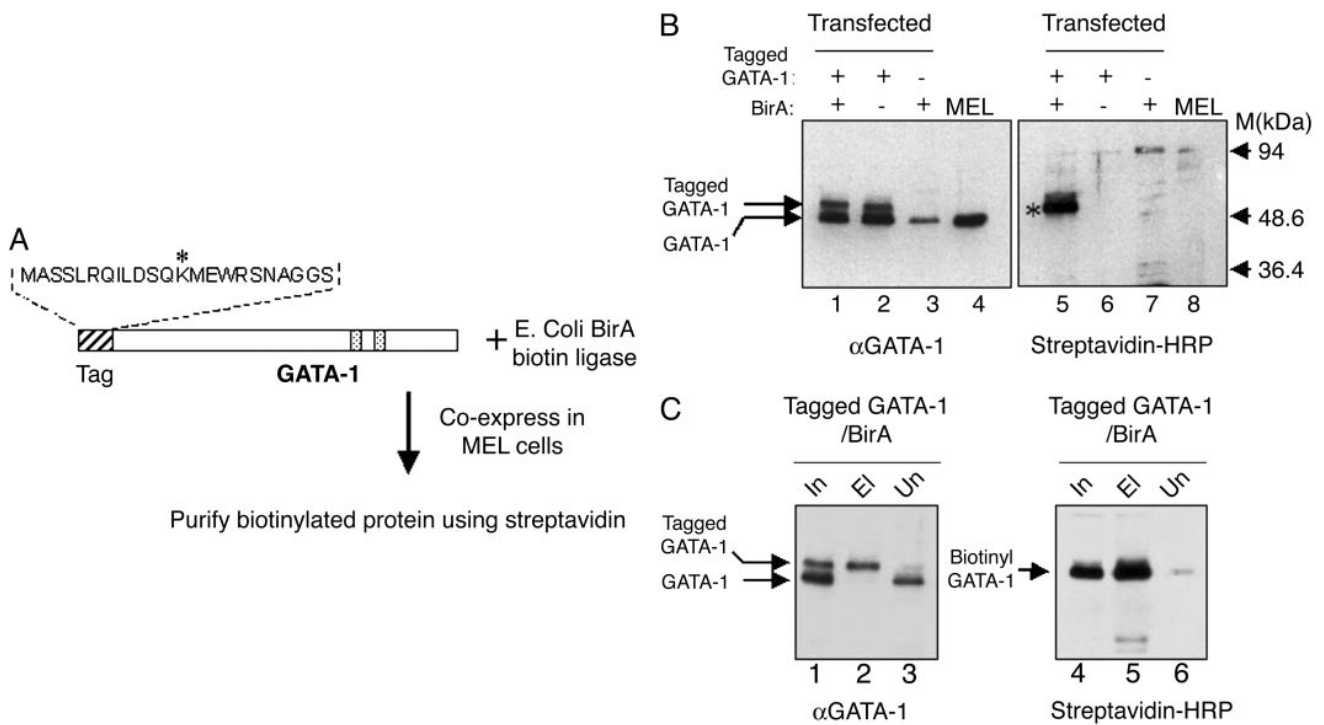 A
*
MASSLRQILDSQKMEWRSNAGGS
Tag
GATA-1
+ E. Coli BirA
biotin ligase
Co-express in
MEL cells
Purify biotinylated protein using streptavidin
B
Transfected
Transfected
Tagged
GATA-1:
+ + -
+ + -
BirA:
+ - + MEL
+ - + MEL
M(kDa)
94
48.6
36.4
Tagged
GATA-1
GATA-1
*
1 2 3 4
5 6 7 8
αGATA-1
Streptavidin-HRP
C
Tagged GATA-1
/BirA
Tagged GATA-1
/BirA
In El Un
In El Un
Tagged
GATA-1
GATA-1
Biotinyl
GATA-1
1 2 3
4 5 6
αGATA-1
Streptavidin-HRP